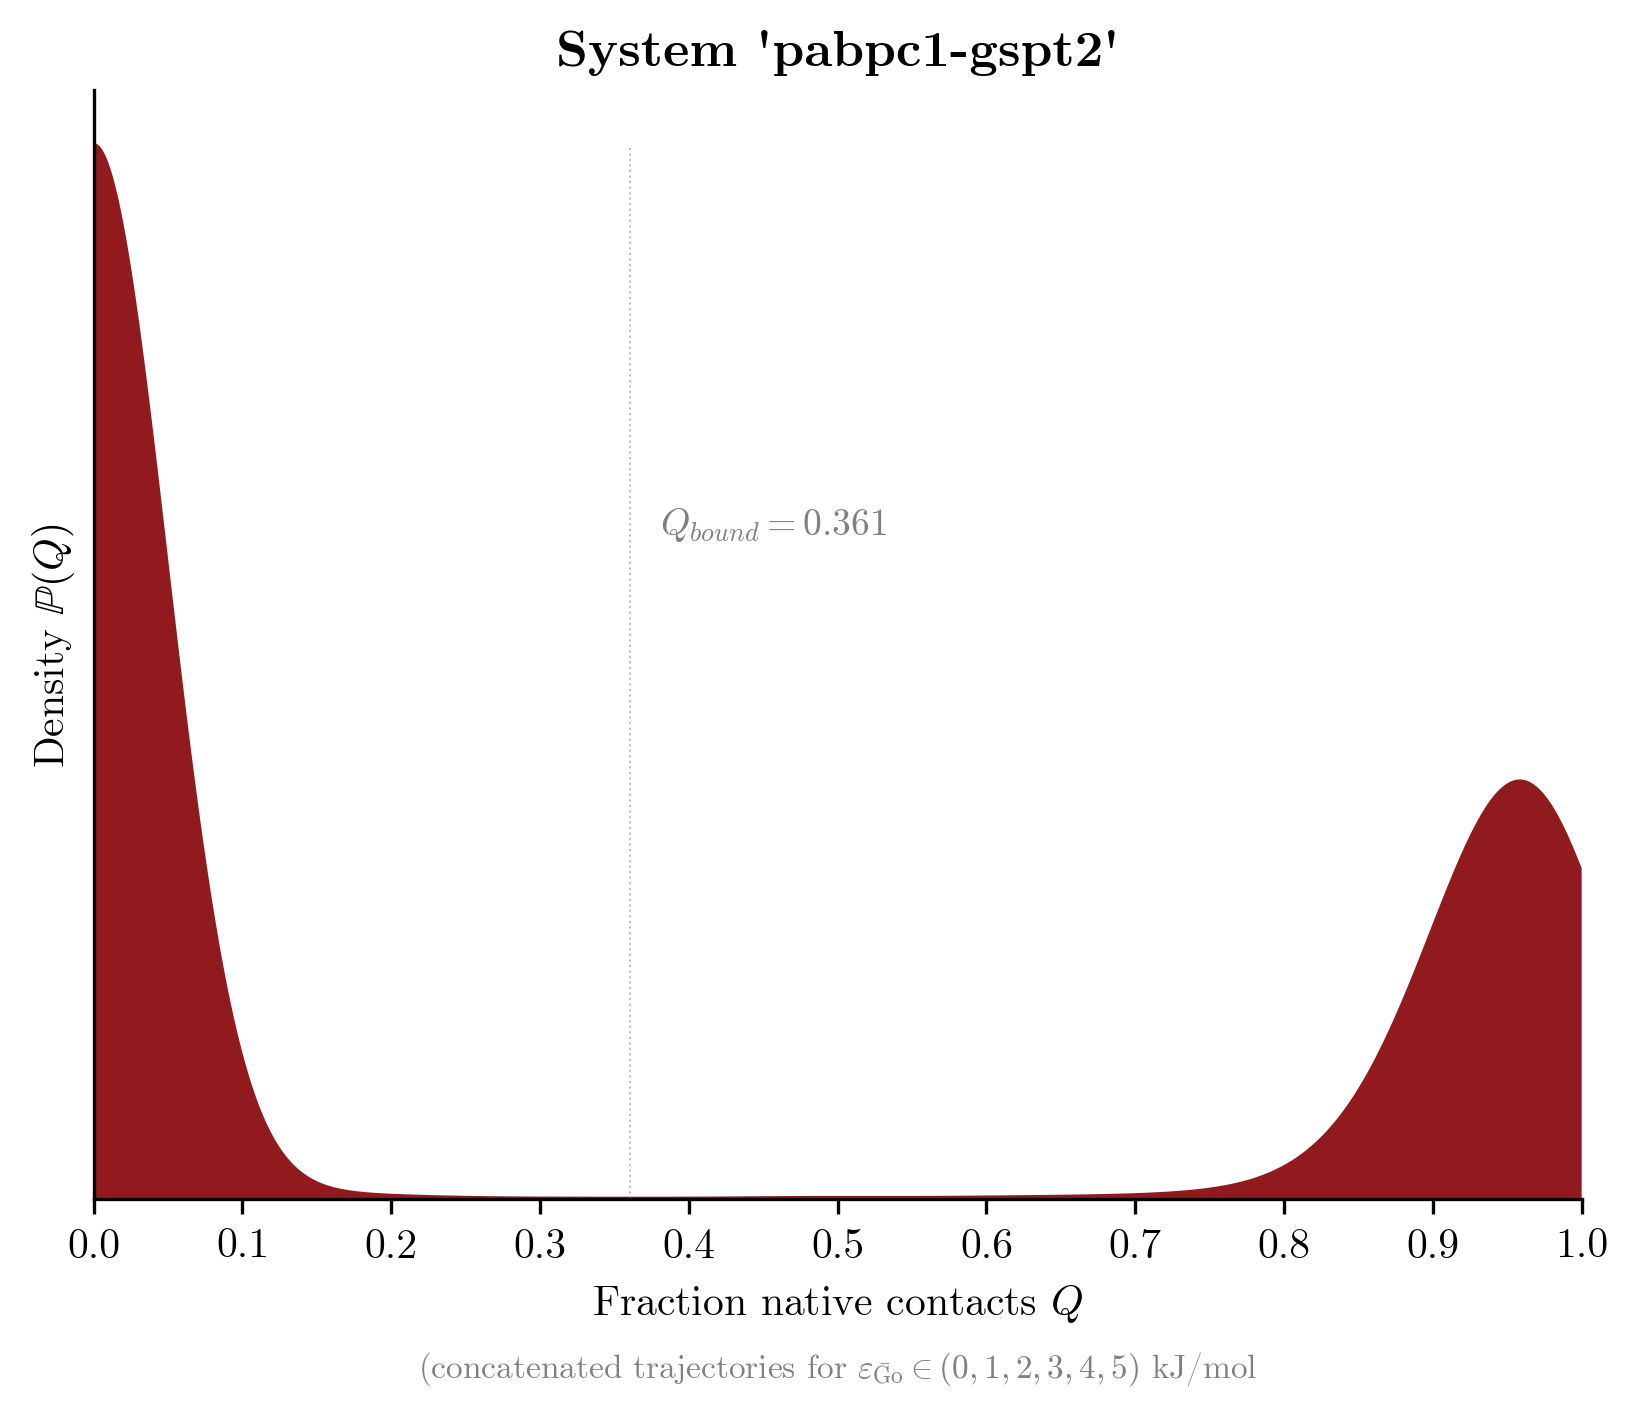 System 'pabpc1-gspt2'
Density ℙ(Q)
Q_bound = 0.361
0.0 0.1 0.2 0.3 0.4 0.5 0.6 0.7 0.8 0.9 1.0
Fraction native contacts Q
(concatenated trajectories for ε_Ḡo ∈ (0, 1, 2, 3, 4, 5) kJ/mol